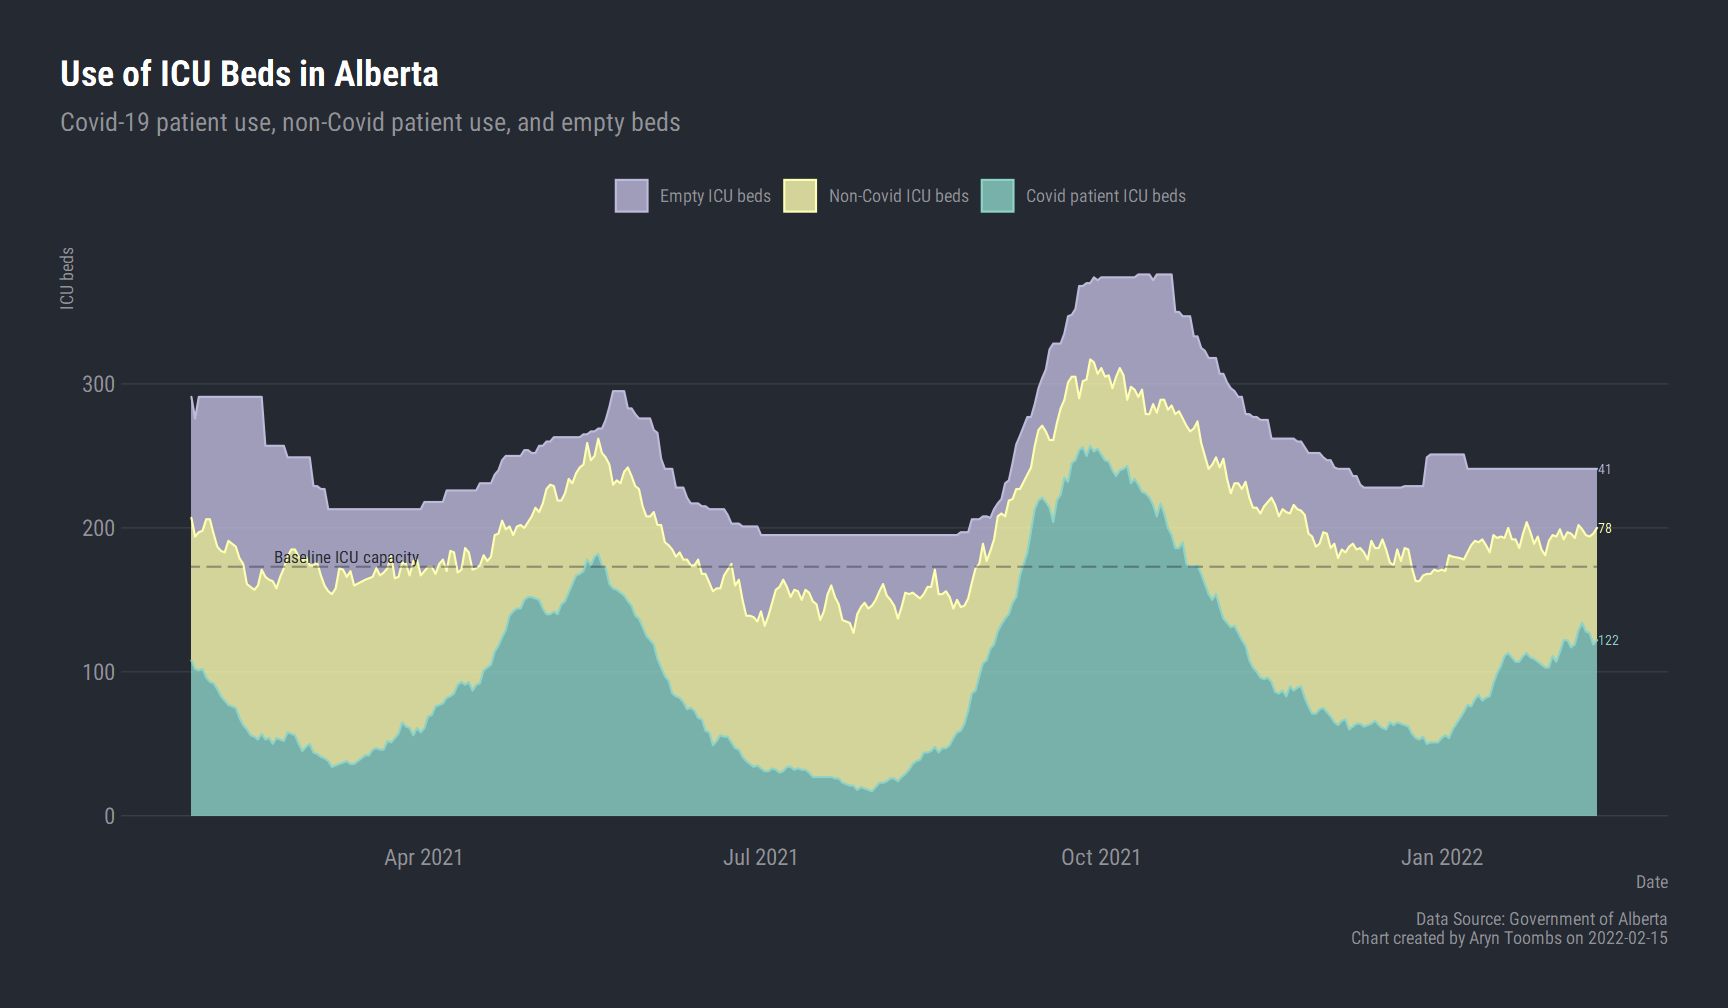 Use of ICU Beds in Alberta
Covid-19 patient use, non-Covid patient use, and empty beds
Empty ICU beds
Non-Covid ICU beds
Covid patient ICU beds
ICU beds
300
200
100
0
Baseline ICU capacity
41
78
122
Apr 2021
Jul 2021
Oct 2021
Jan 2022
Date
Data Source: Government of Alberta
Chart created by Aryn Toombs on 2022-02-15